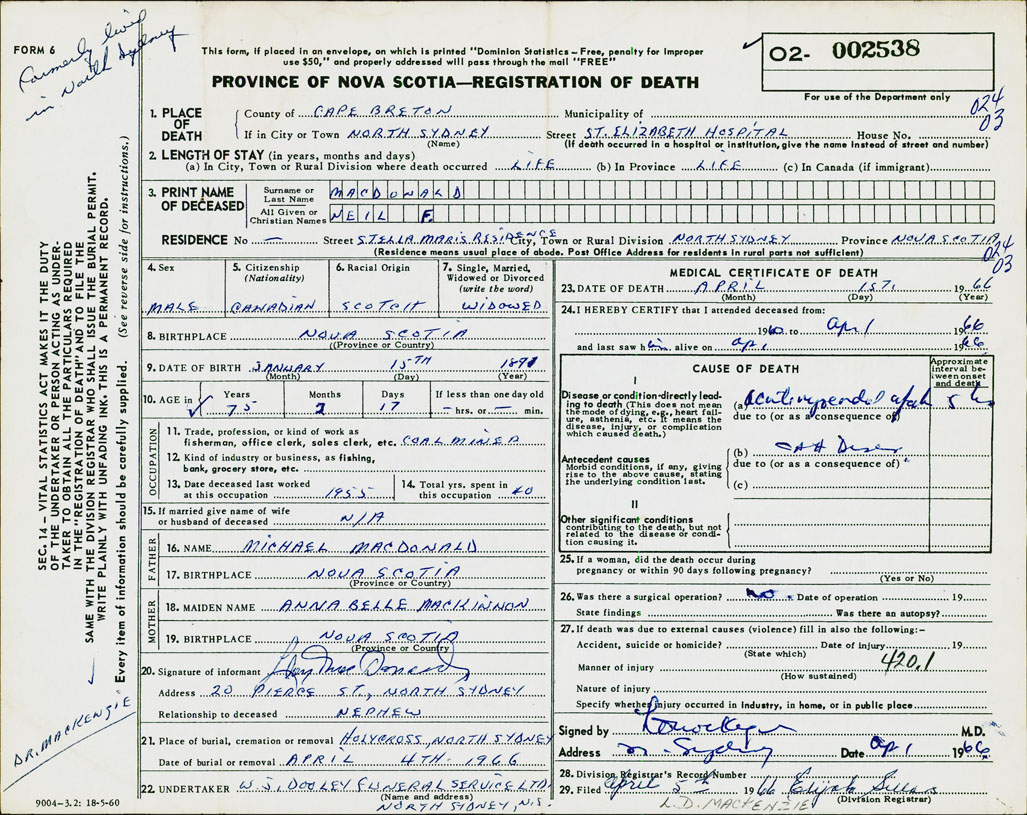 Formerly living
in North Sydney
FORM 6
This form, if placed in an envelope, on which is printed "Dominion Statistics – Free, penalty for improper
use $50," and properly addressed will pass through the mail "FREE"
PROVINCE OF NOVA SCOTIA—REGISTRATION OF DEATH
02- 002538
For use of the Department only
024
03
1. PLACE OF DEATH
County of CAPE BRETON Municipality of
If in City or Town NORTH SYDNEY Street ST. ELIZABETH HOSPITAL House No.
(Name) (If death occurred in a hospital or institution, give the name instead of street and number)
2. LENGTH OF STAY (in years, months and days)
(a) In City, Town or Rural Division where death occurred LIFE (b) In Province LIFE (c) In Canada (if immigrant)
3. PRINT NAME OF DECEASED
Surname or Last Name MACDONALD
All Given or Christian Names NEIL F.
RESIDENCE No — Street STELLA MARIS RESIDENCE City, Town or Rural Division NORTH SYDNEY Province NOVA SCOTIA
(Residence means usual place of abode. Post Office Address for residents in rural parts not sufficient)
024
03
4. Sex MALE
5. Citizenship (Nationality) CANADIAN
6. Racial Origin SCOTCH
7. Single, Married, Widowed or Divorced (write the word) WIDOWED
8. BIRTHPLACE NOVA SCOTIA
(Province or County)
9. DATE OF BIRTH JANUARY 15TH 1891
(Month) (Day) (Year)
10. AGE in Years 75 Months 2 Days 17 If less than one day old — hrs. or — min.
OCCUPATION
11. Trade, profession, or kind of work as
fisherman, office clerk, sales clerk, etc. COAL MINER
12. Kind of industry or business, as fishing,
bank, grocery store, etc.
13. Date deceased last worked
at this occupation 1955
14. Total yrs. spent in
this occupation 40
15. If married give name of wife
or husband of deceased N/A
FATHER
16. NAME MICHAEL MACDONALD
17. BIRTHPLACE NOVA SCOTIA
(Province or Country)
MOTHER
18. MAIDEN NAME ANNA BELLE MACKINNON
19. BIRTHPLACE NOVA SCOTIA
(Province or Country)
20. Signature of informant
Address 20 PIERCE ST., NORTH SYDNEY
Relationship to deceased NEPHEW
21. Place of burial, cremation or removal HOLYCROSS, NORTH SYDNEY
Date of burial or removal APRIL 4TH 1966
22. UNDERTAKER W.J. DOOLEY FUNERAL SERVICE LTD.
(Name and address)
NORTH SYDNEY, N.S.
MEDICAL CERTIFICATE OF DEATH
23. DATE OF DEATH APRIL 1ST, 1966
(Month) (Day) (Year)
24. I HEREBY CERTIFY that I attended deceased from:
1960 to Apr 1 1966
and last saw him alive on Apr 1 1966
CAUSE OF DEATH
Approximate interval between onset and death
I
Disease or condition directly leading to death (This does not mean the mode of dying, e.g., heart failure, asthenia, etc. It means the disease, injury, or complication which caused death.)
(a) 5 hrs
due to (or as a consequence of)
Antecedent causes
Morbid conditions, if any, giving rise to the above cause, stating the underlying condition last.
(b)
due to (or as a consequence of)
(c)
II
Other significant conditions
contributing to the death, but not related to the disease or condition causing it.
25. If a woman, did the death occur during
pregnancy or within 90 days following pregnancy?
(Yes or No)
26. Was there a surgical operation? no Date of operation 19
State findings Was there an autopsy?
27. If death was due to external causes (violence) fill in also the following:–
Accident, suicide or homicide? Date of injury 19
(State which)
420.1
Manner of injury
(How sustained)
Nature of injury
Specify whether injury occurred in industry, in home, or in public place
Signed by M.D.
Address N. Sydney Date Apr 1 1966
28. Division Registrar's Record Number
29. Filed April 5th 1966 Elijah
(Division Registrar)
L.D. MACKENZIE
SEC. 14 – VITAL STATISTICS ACT MAKES IT THE DUTY
OF THE UNDERTAKER OR PERSON ACTING AS UNDER-
TAKER TO OBTAIN ALL THE PARTICULARS REQUIRED
IN THE "REGISTRATION OF DEATH" AND TO FILE THE
SAME WITH THE DIVISION REGISTRAR WHO SHALL ISSUE THE BURIAL PERMIT.
WRITE PLAINLY WITH UNFADING INK. THIS IS A PERMANENT RECORD.
Every item of information should be carefully supplied. (See reverse side for instructions.)
DR. MACKENZIE
9004-3.2: 18-5-60